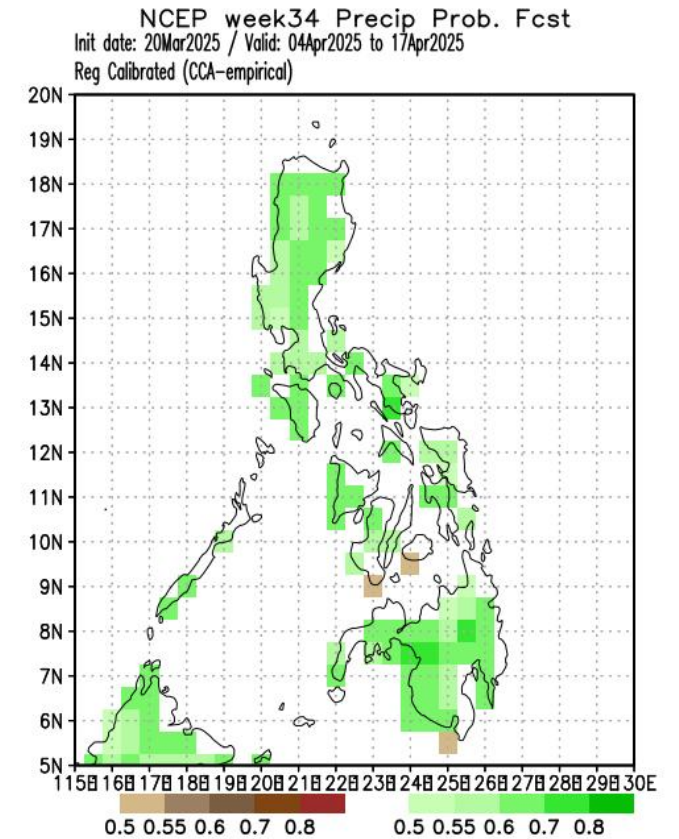 NCEP week34 Precip Prob. Fcst
Init date: 20Mar2025 / Valid: 04Apr2025 to 17Apr2025
Reg Calibrated (CCA-empirical)
20N
19N
18N
17N
16N
15N
14N
13N
12N
11N
10N
9N
8N
7N
6N
5N
115E 116E 117E 118E 119E 120E 121E 122E 123E 124E 125E 126E 127E 128E 129E 130E
0.5 0.55 0.6 0.7 0.8 0.5 0.55 0.6 0.7 0.8